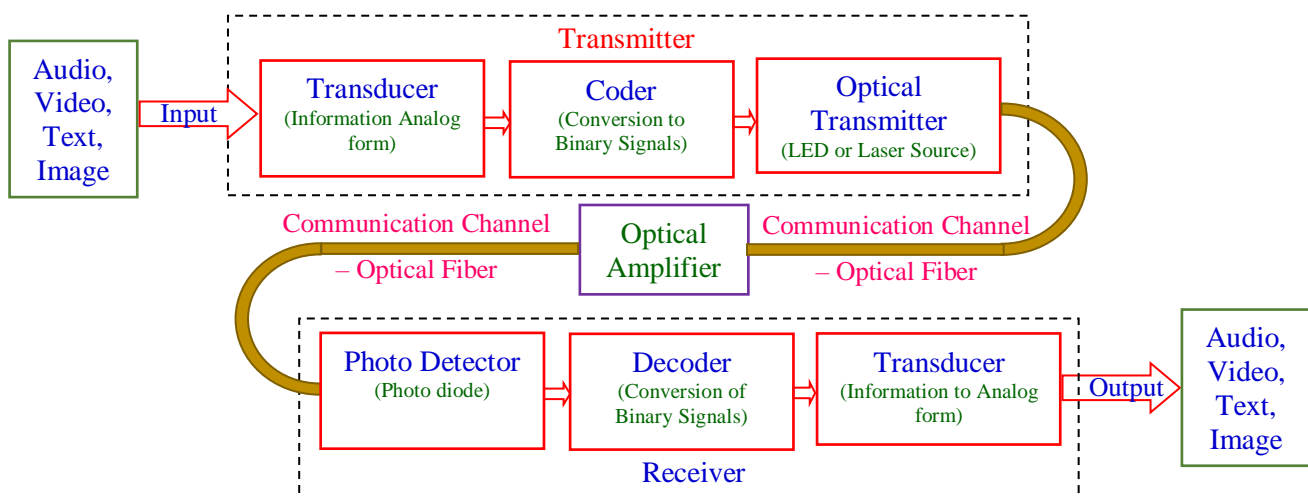 Transmitter
Audio,
Video,
Text,
Image
Input
Transducer
(Information Analog
form)
Coder
(Conversion to
Binary Signals)
Optical
Transmitter
(LED or Laser Source)
Communication Channel
– Optical Fiber
Optical
Amplifier
Communication Channel
– Optical Fiber
Photo Detector
(Photo diode)
Decoder
(Conversion of
Binary Signals)
Transducer
(Information to Analog
form)
Output
Audio,
Video,
Text,
Image
Receiver